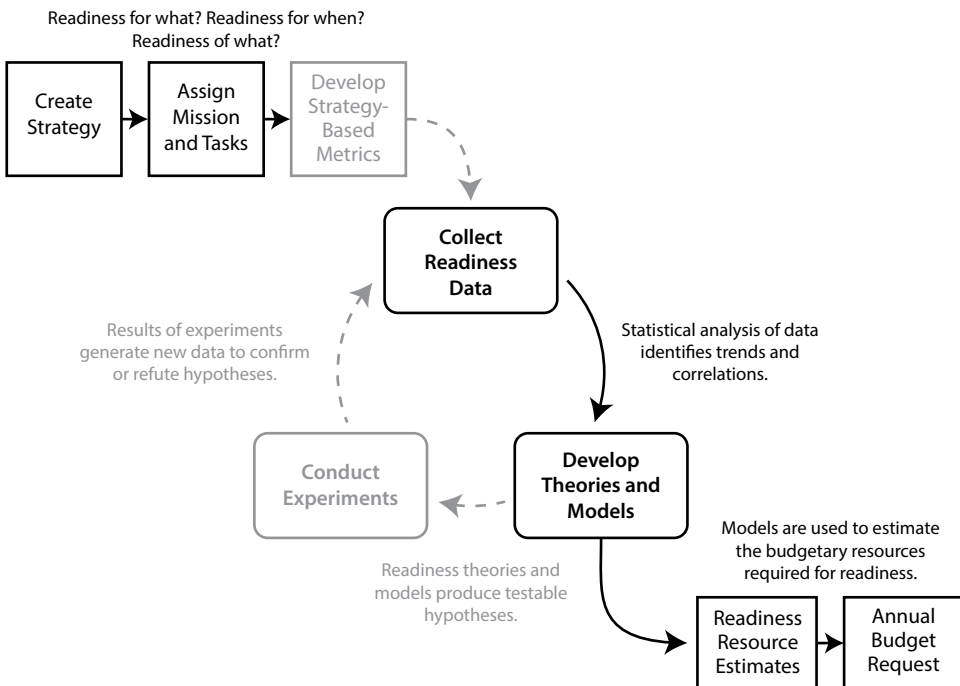 Readiness for what? Readiness for when?
Readiness of what?
Create
Strategy
Assign
Mission
and Tasks
Develop
Strategy-
Based
Metrics
Collect
Readiness
Data
Results of experiments
generate new data to confirm
or refute hypotheses.
Statistical analysis of data
identifies trends and
correlations.
Conduct
Experiments
Develop
Theories and
Models
Readiness theories and
models produce testable
hypotheses.
Models are used to estimate
the budgetary resources
required for readiness.
Readiness
Resource
Estimates
Annual
Budget
Request